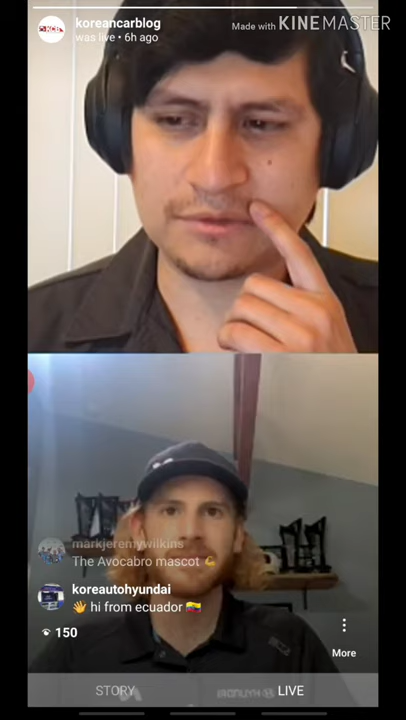 koreancarblog
was live • 6h ago
KCB
Made with KINEMASTER
markjeremywilkins
The Avocabro mascot 💪
koreautohyundai
👋 hi from ecuador 🇪🇨
150
More
STORY
LIVE